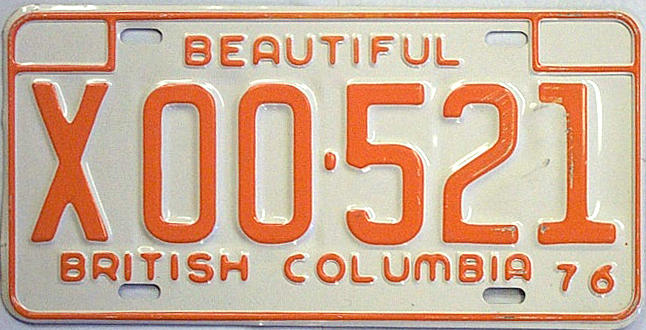 BEAUTIFUL
X00·521
BRITISH COLUMBIA 76